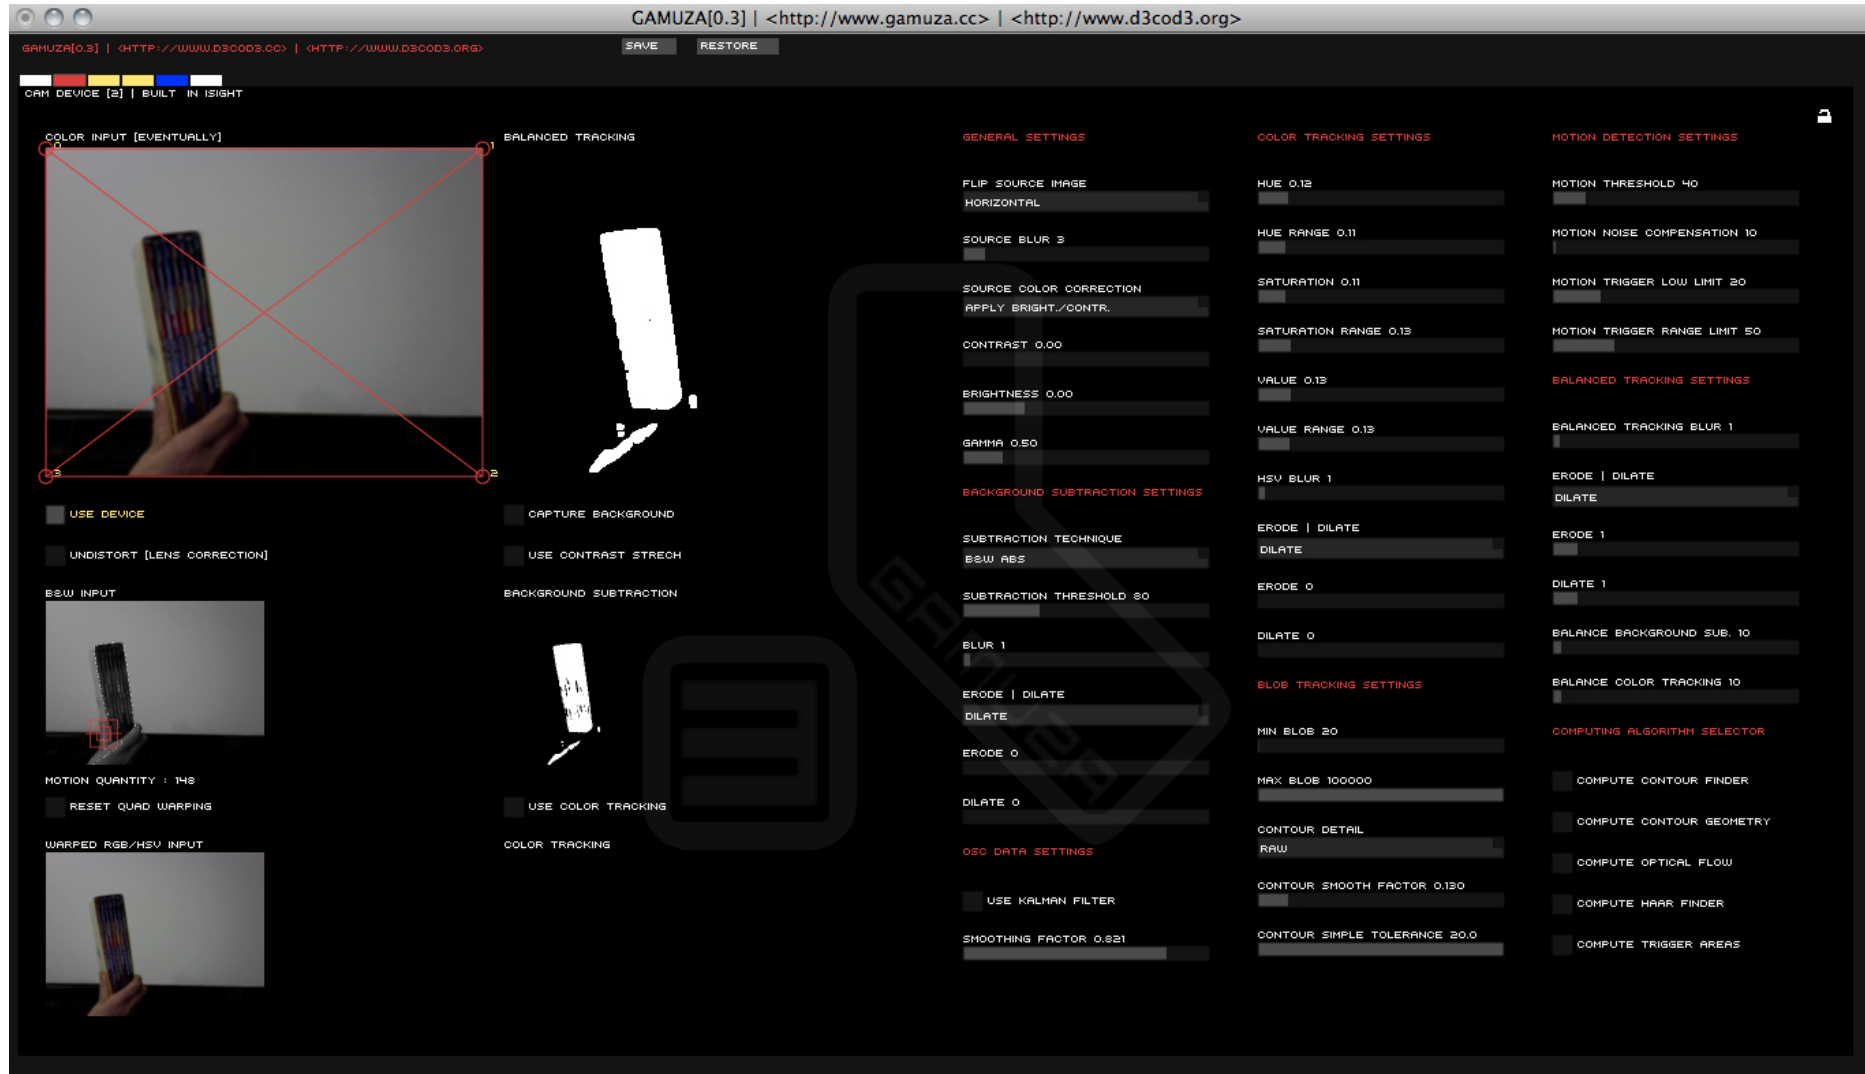 GAMUZA[0.3] | <http://www.gamuza.cc> | <http://www.d3cod3.org>
GAMUZA[0.3] | <HTTP://WWW.D3COD3.CC> | <HTTP://WWW.D3COD3.ORG>
SAVE
RESTORE
CAM DEVICE [2] | BUILT IN ISIGHT
COLOR INPUT [EVENTUALLY]
0
1
2
3
USE DEVICE
UNDISTORT [LENS CORRECTION]
B&W INPUT
MOTION QUANTITY : 148
RESET QUAD WARPING
WARPED RGB/HSV INPUT
BALANCED TRACKING
CAPTURE BACKGROUND
USE CONTRAST STRECH
BACKGROUND SUBTRACTION
USE COLOR TRACKING
COLOR TRACKING
GENERAL SETTINGS
FLIP SOURCE IMAGE
HORIZONTAL
SOURCE BLUR 3
SOURCE COLOR CORRECTION
APPLY BRIGHT./CONTR.
CONTRAST 0.00
BRIGHTNESS 0.00
GAMMA 0.50
BACKGROUND SUBTRACTION SETTINGS
SUBTRACTION TECHNIQUE
B&W ABS
SUBTRACTION THRESHOLD 80
BLUR 1
ERODE | DILATE
DILATE
ERODE 0
DILATE 0
OSC DATA SETTINGS
USE KALMAN FILTER
SMOOTHING FACTOR 0.821
COLOR TRACKING SETTINGS
HUE 0.12
HUE RANGE 0.11
SATURATION 0.11
SATURATION RANGE 0.13
VALUE 0.13
VALUE RANGE 0.13
HSV BLUR 1
ERODE | DILATE
DILATE
ERODE 0
DILATE 0
BLOB TRACKING SETTINGS
MIN BLOB 20
MAX BLOB 100000
CONTOUR DETAIL
RAW
CONTOUR SMOOTH FACTOR 0.130
CONTOUR SIMPLE TOLERANCE 20.0
MOTION DETECTION SETTINGS
MOTION THRESHOLD 40
MOTION NOISE COMPENSATION 10
MOTION TRIGGER LOW LIMIT 20
MOTION TRIGGER RANGE LIMIT 50
BALANCED TRACKING SETTINGS
BALANCED TRACKING BLUR 1
ERODE | DILATE
DILATE
ERODE 1
DILATE 1
BALANCE BACKGROUND SUB. 10
BALANCE COLOR TRACKING 10
COMPUTING ALGORITHM SELECTOR
COMPUTE CONTOUR FINDER
COMPUTE CONTOUR GEOMETRY
COMPUTE OPTICAL FLOW
COMPUTE HAAR FINDER
COMPUTE TRIGGER AREAS
GAMUZA